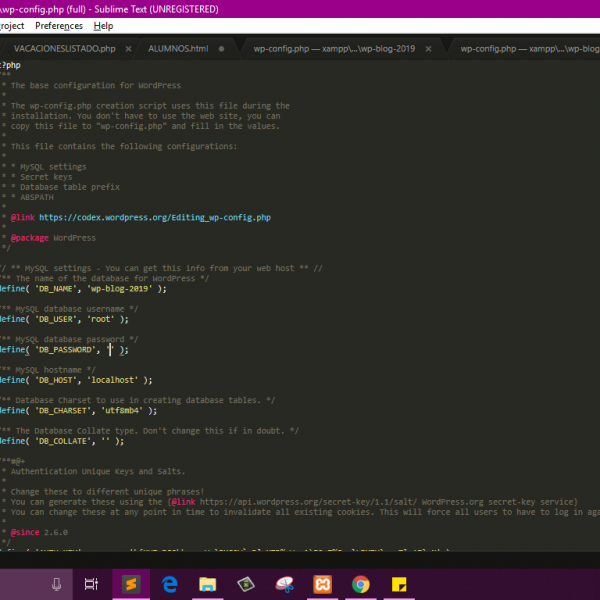 \wp-config.php (full) - Sublime Text (UNREGISTERED)
roject Preferences Help
VACACIONESLISTADO.php × ALUMNOS.html wp-config.php — xampp\...\wp-blog-2019 × wp-config.php — xampp\...\wp-blog
?php
/**
* The base configuration for WordPress
*
* The wp-config.php creation script uses this file during the
* installation. You don't have to use the web site, you can
* copy this file to "wp-config.php" and fill in the values.
*
* This file contains the following configurations:
*
* * MySQL settings
* * Secret keys
* * Database table prefix
* * ABSPATH
*
* @link https://codex.wordpress.org/Editing_wp-config.php
*
* @package WordPress
*/
/ ** MySQL settings - You can get this info from your web host ** //
/** The name of the database for WordPress */
define( 'DB_NAME', 'wp-blog-2019' );
/** MySQL database username */
define( 'DB_USER', 'root' );
/** MySQL database password */
define( 'DB_PASSWORD', '' );
/** MySQL hostname */
define( 'DB_HOST', 'localhost' );
/** Database Charset to use in creating database tables. */
define( 'DB_CHARSET', 'utf8mb4' );
/** The Database Collate type. Don't change this if in doubt. */
define( 'DB_COLLATE', '' );
/**#@+
* Authentication Unique Keys and Salts.
*
* Change these to different unique phrases!
* You can generate these using the {@link https://api.wordpress.org/secret-key/1.1/salt/ WordPress.org secret-key service}
* You can change these at any point in time to invalidate all existing cookies. This will force all users to have to log in aga
*
* @since 2.6.0
*/